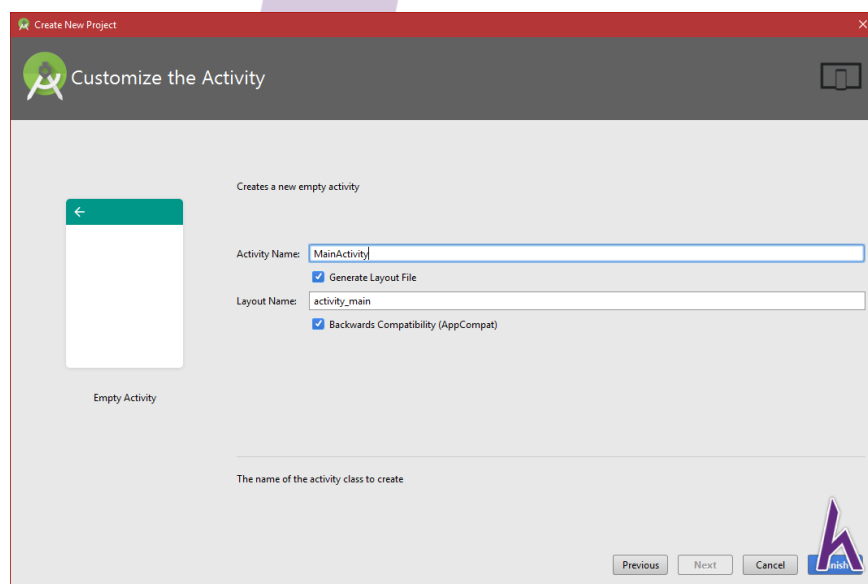 Create New Project
Customize the Activity
Creates a new empty activity
Activity Name: MainActivity
Generate Layout File
Layout Name: activity_main
Backwards Compatibility (AppCompat)
Empty Activity
The name of the activity class to create
Previous Next Cancel